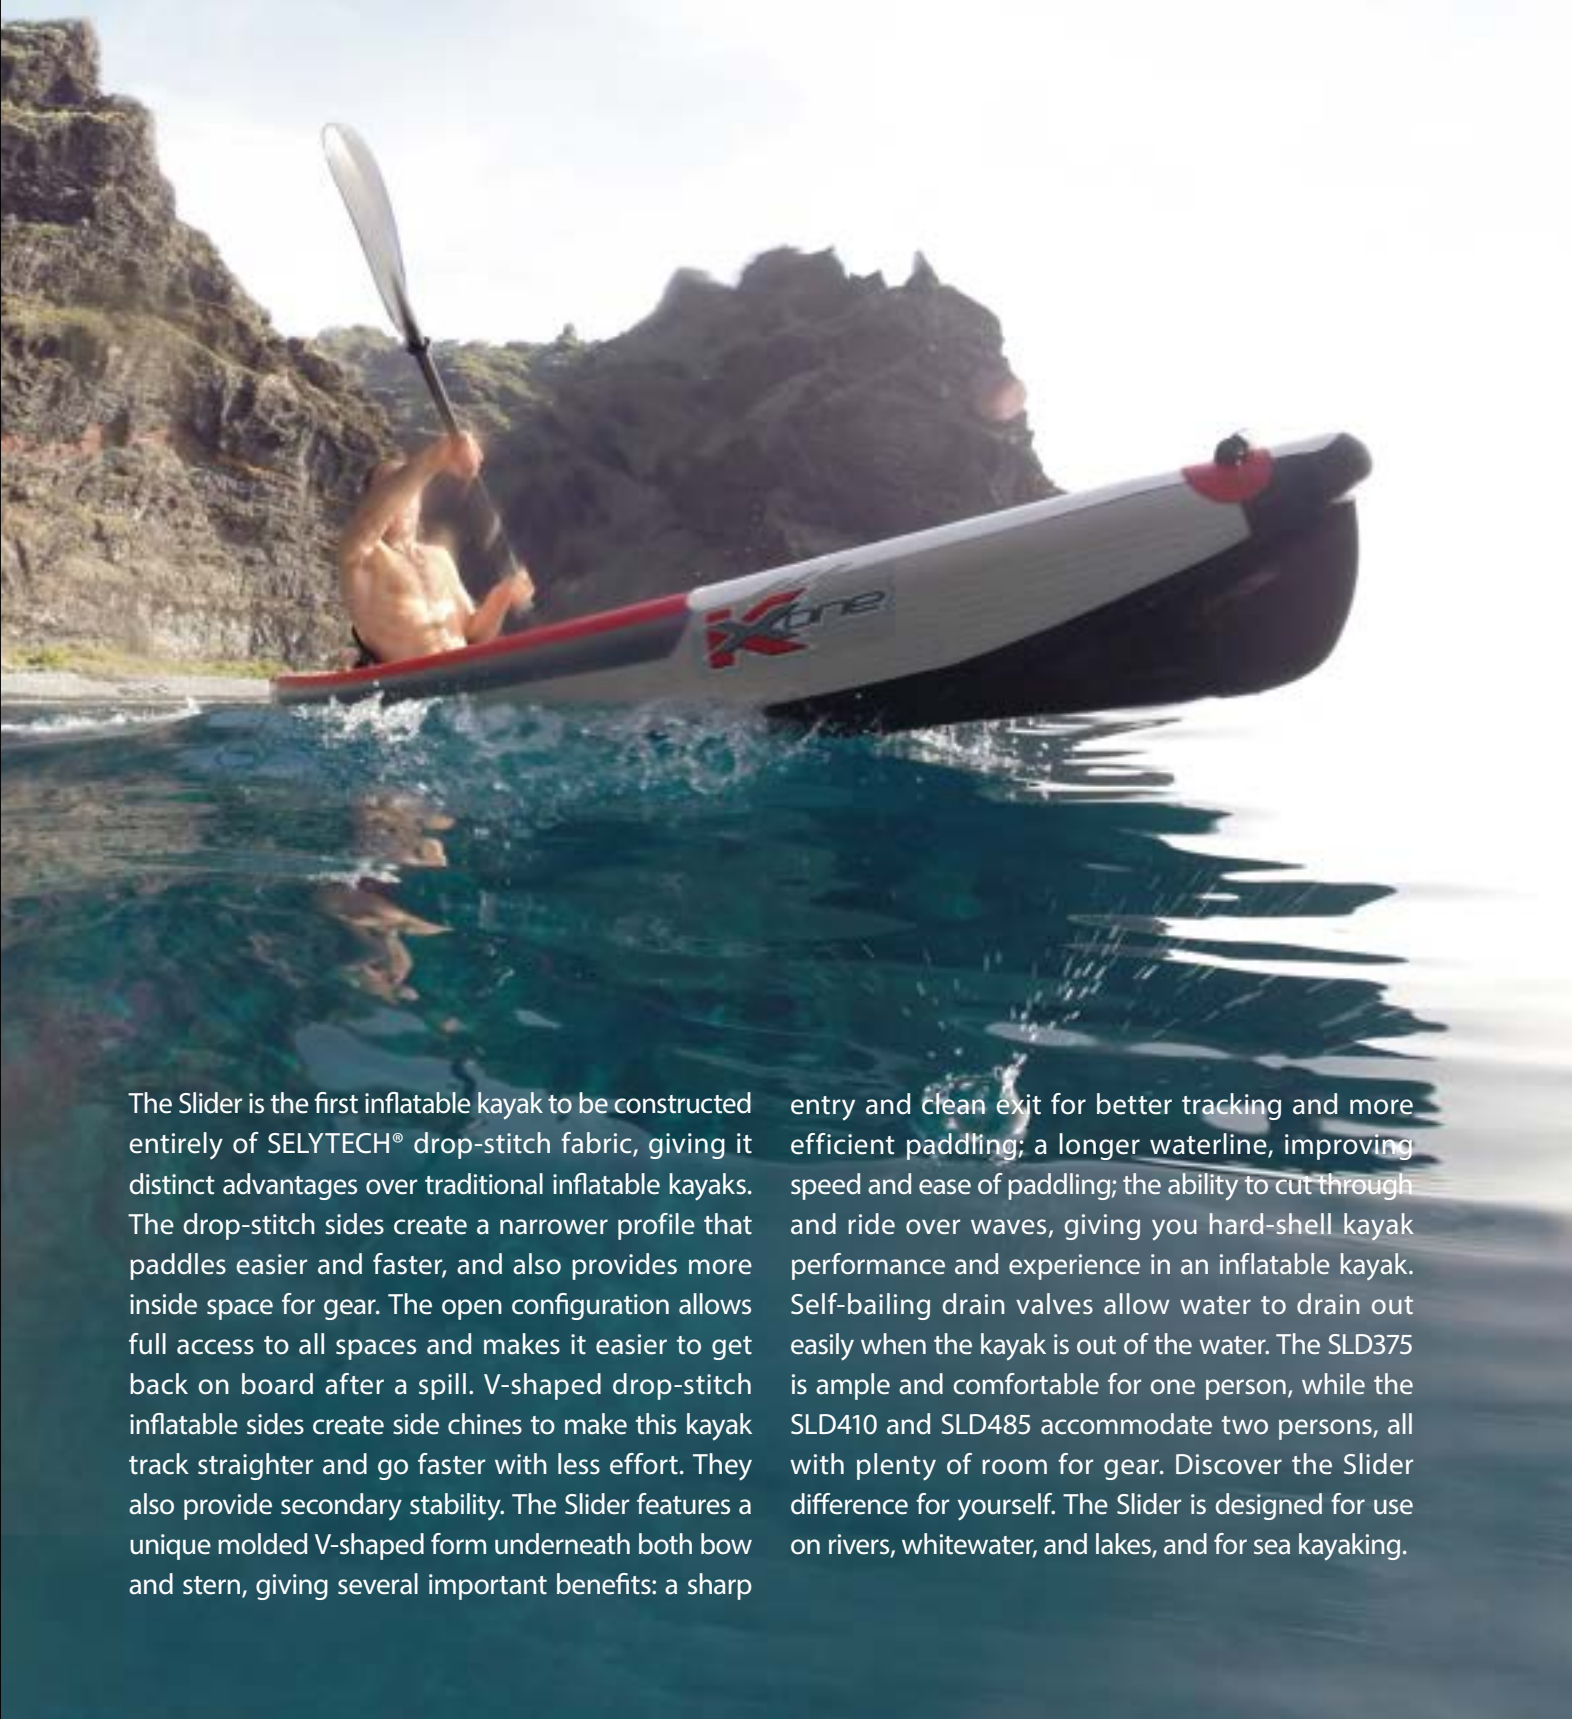 KXone
The Slider is the first inflatable kayak to be constructed
entirely of SELYTECH® drop-stitch fabric, giving it
distinct advantages over traditional inflatable kayaks.
The drop-stitch sides create a narrower profile that
paddles easier and faster, and also provides more
inside space for gear. The open configuration allows
full access to all spaces and makes it easier to get
back on board after a spill. V-shaped drop-stitch
inflatable sides create side chines to make this kayak
track straighter and go faster with less effort. They
also provide secondary stability. The Slider features a
unique molded V-shaped form underneath both bow
and stern, giving several important benefits: a sharp
entry and clean exit for better tracking and more
efficient paddling; a longer waterline, improving
speed and ease of paddling; the ability to cut through
and ride over waves, giving you hard-shell kayak
performance and experience in an inflatable kayak.
Self-bailing drain valves allow water to drain out
easily when the kayak is out of the water. The SLD375
is ample and comfortable for one person, while the
SLD410 and SLD485 accommodate two persons, all
with plenty of room for gear. Discover the Slider
difference for yourself. The Slider is designed for use
on rivers, whitewater, and lakes, and for sea kayaking.